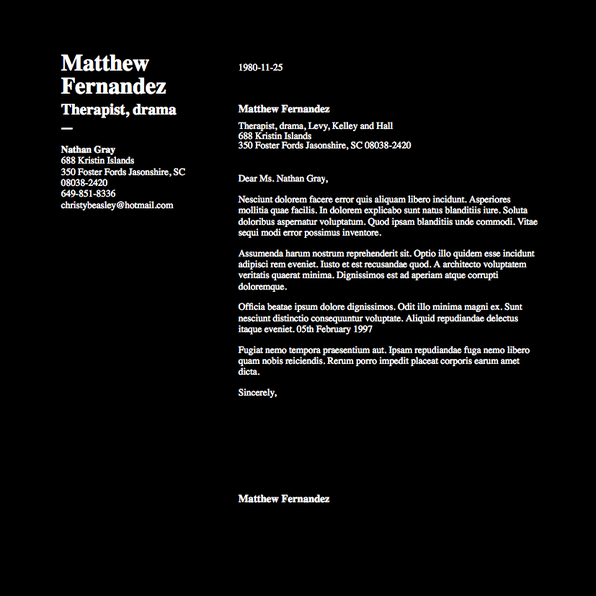 Matthew
Fernandez
Therapist, drama
Nathan Gray
688 Kristin Islands
350 Foster Fords Jasonshire, SC
08038-2420
649-851-8336
christybeasley@hotmail.com
1980-11-25
Matthew Fernandez
Therapist, drama, Levy, Kelley and Hall
688 Kristin Islands
350 Foster Fords Jasonshire, SC 08038-2420
Dear Ms. Nathan Gray,
Nesciunt dolorem facere error quis aliquam libero incidunt. Asperiores
mollitia quae facilis. In dolorem explicabo sunt natus blanditiis iure. Soluta
doloribus aspernatur voluptatum. Quod ipsam blanditiis unde commodi. Vitae
sequi modi error possimus inventore.
Assumenda harum nostrum reprehenderit sit. Optio illo quidem esse incidunt
adipisci rem eveniet. Iusto et est recusandae quod. A architecto voluptatem
veritatis quaerat minima. Dignissimos est ad aperiam atque corrupti
doloremque.
Officia beatae ipsum dolore dignissimos. Odit illo minima magni ex. Sunt
nesciunt distinctio consequuntur voluptate. Aliquid repudiandae delectus
itaque eveniet. 05th February 1997
Fugiat nemo tempora praesentium aut. Ipsam repudiandae fuga nemo libero
quam nobis reiciendis. Rerum porro impedit placeat corporis earum amet
dicta.
Sincerely,
Matthew Fernandez